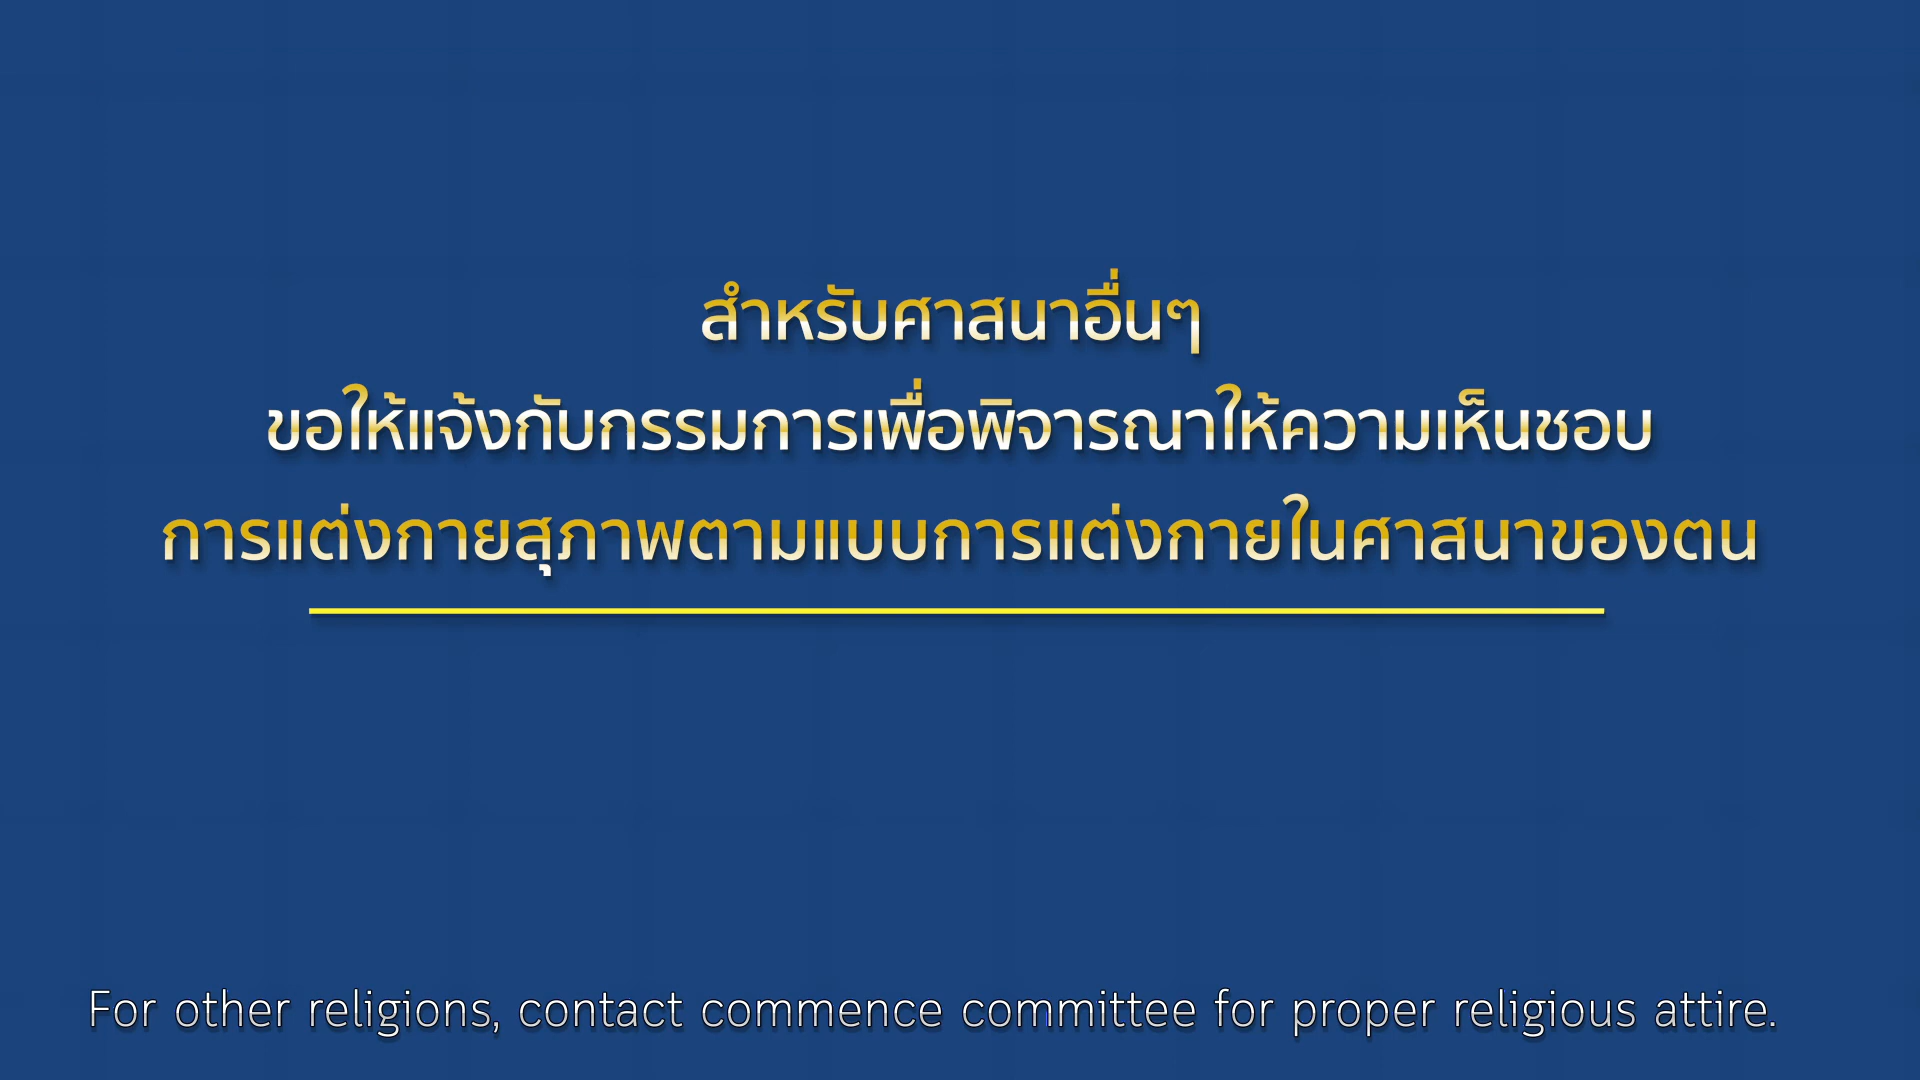 สำหรับศาสนาอื่นๆ
ขอให้แจ้งกับกรรมการเพื่อพิจารณาให้ความเห็นชอบ
การแต่งกายสุภาพตามแบบการแต่งกายในศาสนาของตน
For other religions, contact commence committee for proper religious attire.